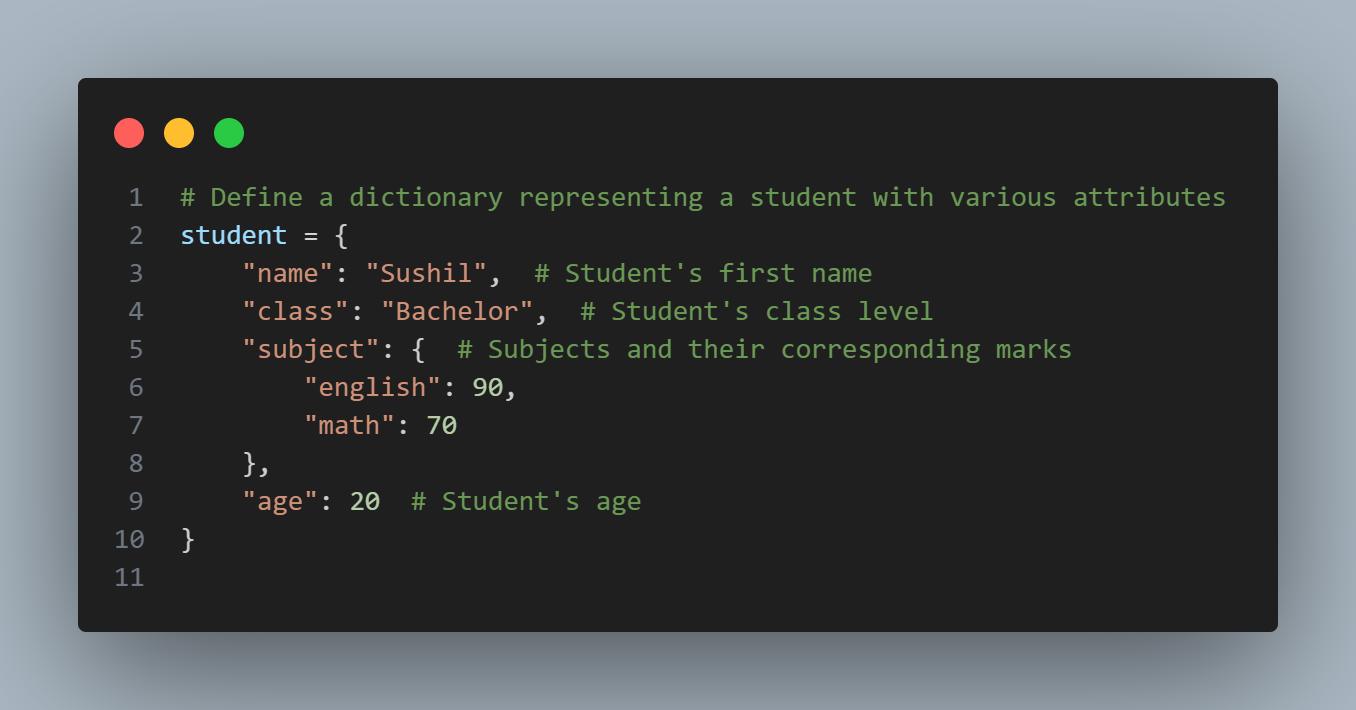 1 # Define a dictionary representing a student with various attributes
2 student = {
3     "name": "Sushil",  # Student's first name
4     "class": "Bachelor",  # Student's class level
5     "subject": {  # Subjects and their corresponding marks
6         "english": 90,
7         "math": 70
8     },
9     "age": 20  # Student's age
10 }
11